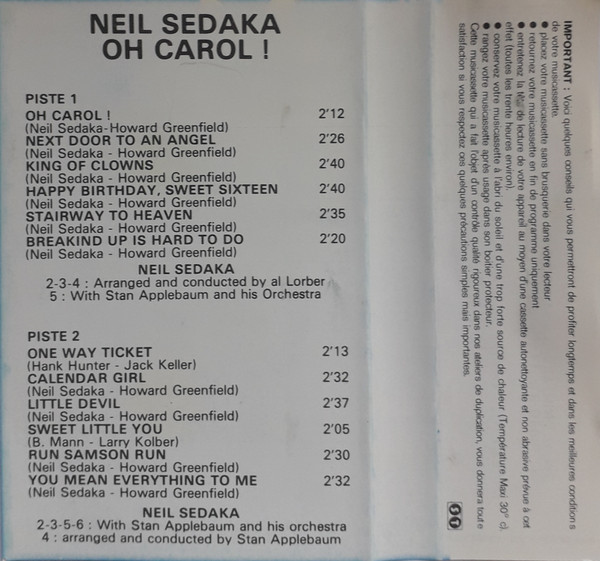 NEIL SEDAKA
OH CAROL !
PISTE 1
OH CAROL ! 2'12
(Neil Sedaka-Howard Greenfield)
NEXT DOOR TO AN ANGEL 2'26
(Neil Sedaka - Howard Greenfield)
KING OF CLOWNS 2'40
(Neil Sedaka - Howard Greenfield)
HAPPY BIRTHDAY, SWEET SIXTEEN 2'40
(Neil Sedaka - Howard Greenfield)
STAIRWAY TO HEAVEN 2'35
(Neil Sedaka - Howard Greenfield)
BREAKIND UP IS HARD TO DO 2'20
(Neil Sedaka - Howard Greenfield)
NEIL SEDAKA
2-3-4 : Arranged and conducted by al Lorber
5 : With Stan Applebaum and his Orchestra
PISTE 2
ONE WAY TICKET 2'13
(Hank Hunter - Jack Keller)
CALENDAR GIRL 2'32
(Neil Sedaka - Howard Greenfield)
LITTLE DEVIL 2'37
(Neil Sedaka - Howard Greenfield)
SWEET LITTLE YOU 2'05
(B. Mann - Larry Kolber)
RUN SAMSON RUN 2'30
(Neil Sedaka - Howard Greenfield)
YOU MEAN EVERYTHING TO ME 2'32
(Neil Sedaka - Howard Greenfield)
NEIL SEDAKA
2-3-5-6 : With Stan Applebaum and his orchestra
4 : arranged and conducted by Stan Applebaum
IMPORTANT : Voici quelques conseils qui vous permettront de profiter longtemps et dans les meilleures conditions
de votre musicassette.
● placez votre musicassette sans brusquerie dans votre lecteur
● retournez votre musicassette en fin de programme uniquement
● entretenez la tête de lecture de votre appareil au moyen d'une cassette autonettoyante et non abrasive prévue à cet
effet (toutes les trente heures environ).
● conservez votre musicassette à l'abri du soleil et d'une trop forte source de chaleur (Température Maxi 30° c).
● rangez votre musicassette après usage dans son boîtier protecteur.
Cette musicassette qui a fait l'objet d'un contrôle qualité rigoureux dans nos ateliers de duplication, vous donnera toute
satisfaction si vous respectez ces quelques précautions simples mais importantes.